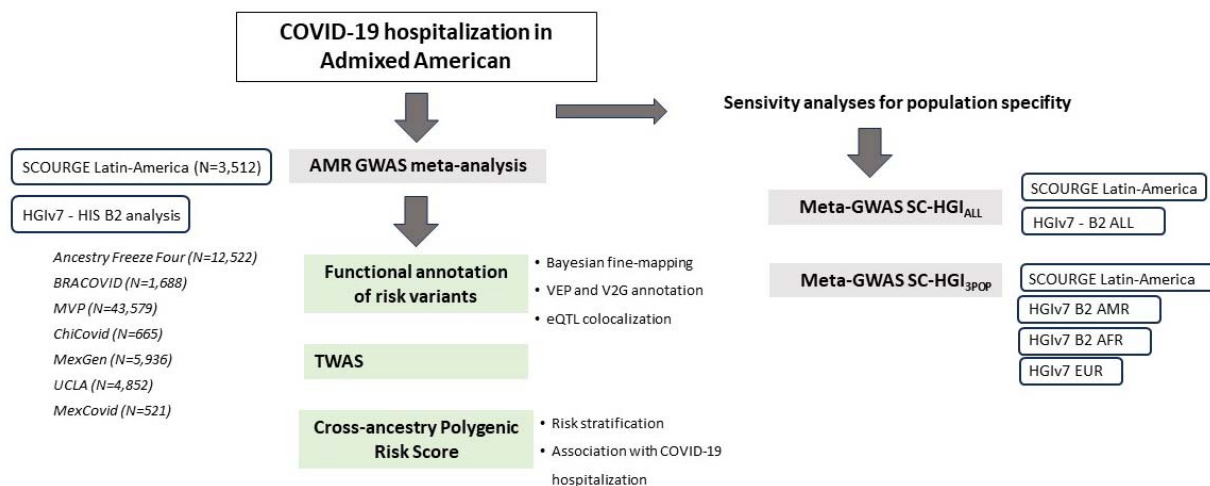 COVID-19 hospitalization in
Admixed American
Sensivity analyses for population specifity
SCOURGE Latin-America (N=3,512)
AMR GWAS meta-analysis
HGIv7 - HIS B2 analysis
Ancestry Freeze Four (N=12,522)
BRACOVID (N=1,688)
MVP (N=43,579)
ChiCovid (N=665)
MexGen (N=5,936)
UCLA (N=4,852)
MexCovid (N=521)
Functional annotation
of risk variants
• Bayesian fine-mapping
• VEP and V2G annotation
• eQTL colocalization
TWAS
Cross-ancestry Polygenic
Risk Score
• Risk stratification
• Association with COVID-19
hospitalization
Meta-GWAS SC-HGIALL
SCOURGE Latin-America
HGIv7 - B2 ALL
Meta-GWAS SC-HGI3POP
SCOURGE Latin-America
HGIv7 B2 AMR
HGIv7 B2 AFR
HGIv7 EUR